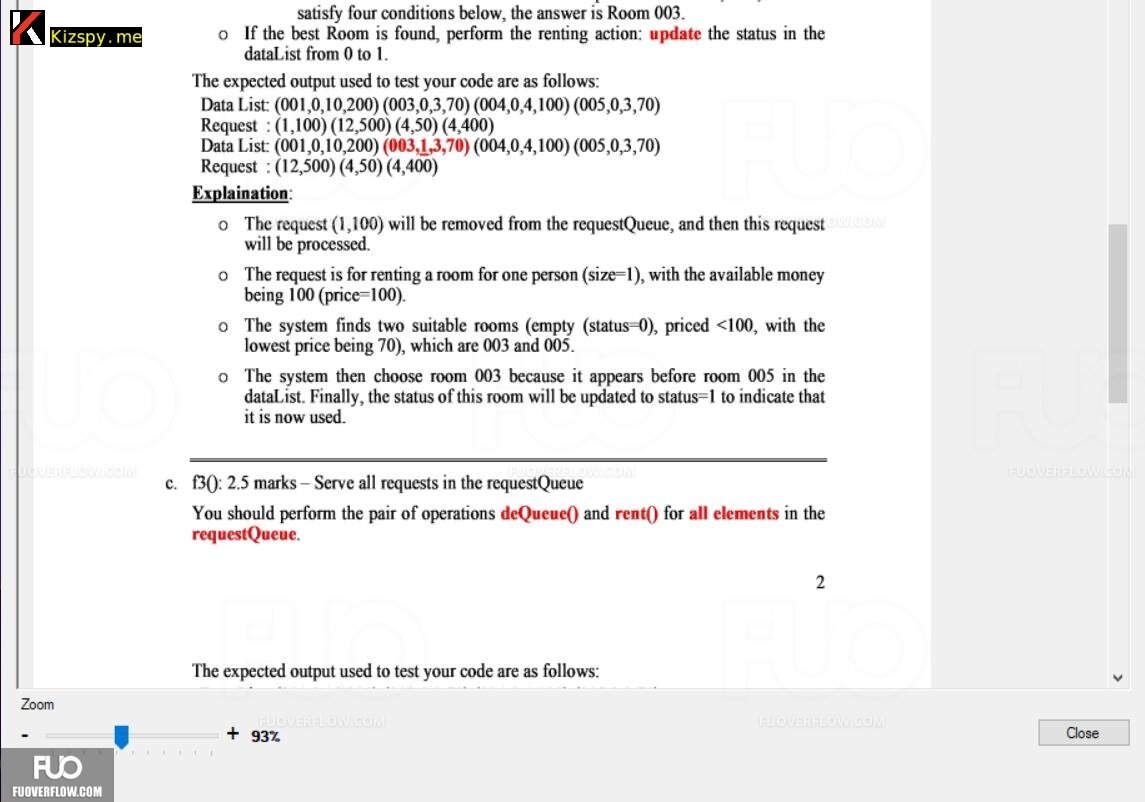 Kizspy.me
satisfy four conditions below, the answer is Room 003.
o If the best Room is found, perform the renting action: update the status in the
dataList from 0 to 1.
The expected output used to test your code are as follows:
Data List: (001,0,10,200) (003,0,3,70) (004,0,4,100) (005,0,3,70)
Request : (1,100) (12,500) (4,50) (4,400)
Data List: (001,0,10,200) (003,1,3,70) (004,0,4,100) (005,0,3,70)
Request : (12,500) (4,50) (4,400)
Explaination:
o The request (1,100) will be removed from the requestQueue, and then this request
will be processed.
o The request is for renting a room for one person (size=1), with the available money
being 100 (price=100).
o The system finds two suitable rooms (empty (status=0), priced <100, with the
lowest price being 70), which are 003 and 005.
o The system then choose room 003 because it appears before room 005 in the
dataList. Finally, the status of this room will be updated to status=1 to indicate that
it is now used.
FUOVERFLOW.COM
FUOVERFLOW.COM
FUOVERFLOW.COM
c. f3(): 2.5 marks – Serve all requests in the requestQueue
You should perform the pair of operations deQueue() and rent() for all elements in the
requestQueue.
2
The expected output used to test your code are as follows:
Zoom
FUOVERFLOW.COM
FUOVERFLOW.COM
- + 93%
Close
FUO
FUOVERFLOW.COM